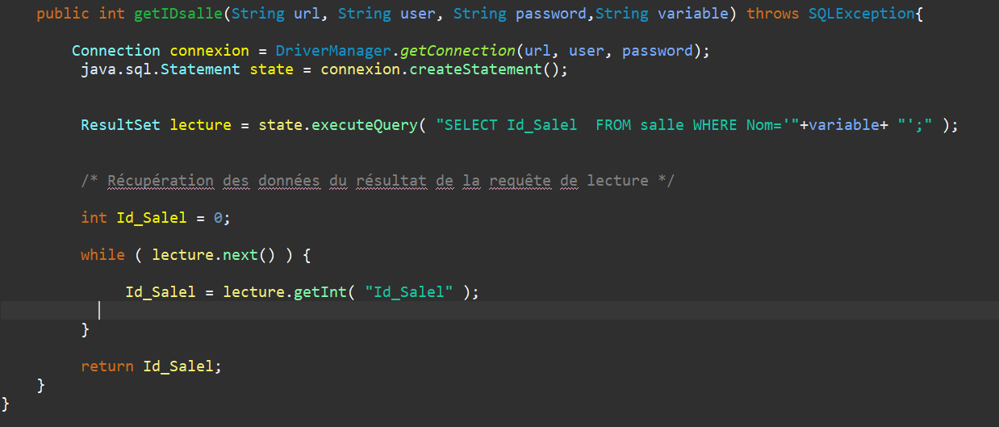 public int getIDsalle(String url, String user, String password,String variable) throws SQLException{
Connection connexion = DriverManager.getConnection(url, user, password);
java.sql.Statement state = connexion.createStatement();
ResultSet lecture = state.executeQuery( "SELECT Id_Salel  FROM salle WHERE Nom='"+variable+ "';" );
/* Récupération des données du résultat de la requête de lecture */
int Id_Salel = 0;
while ( lecture.next() ) {
Id_Salel = lecture.getInt( "Id_Salel" );
}
return Id_Salel;
}
}